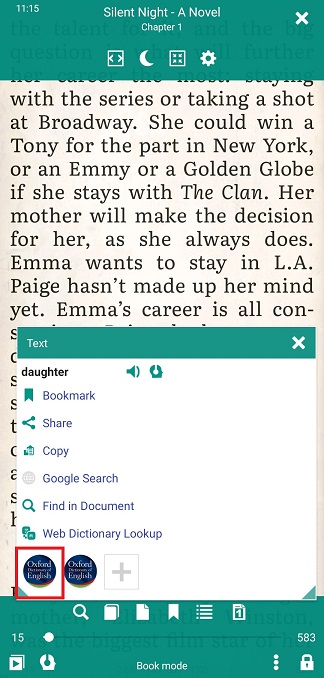 11:15
Silent Night - A Novel
Chapter 1
the talent for and the big
question is what will further
her career the most: staying
with the series or taking a shot
at Broadway. She could win a
Tony for the part in New York,
or an Emmy or a Golden Globe
if she stays with The Clan. Her
mother will make the decision
for her, as she always does.
Emma wants to stay in L.A.
Paige hasn't made up her mind
yet. Emma's career is all con-
Text
daughter
Bookmark
Share
Copy
Google Search
Find in Document
Web Dictionary Lookup
Oxford Dictionary of English
Oxford Dictionary of English
was the biggest film star of
15
583
Book mode